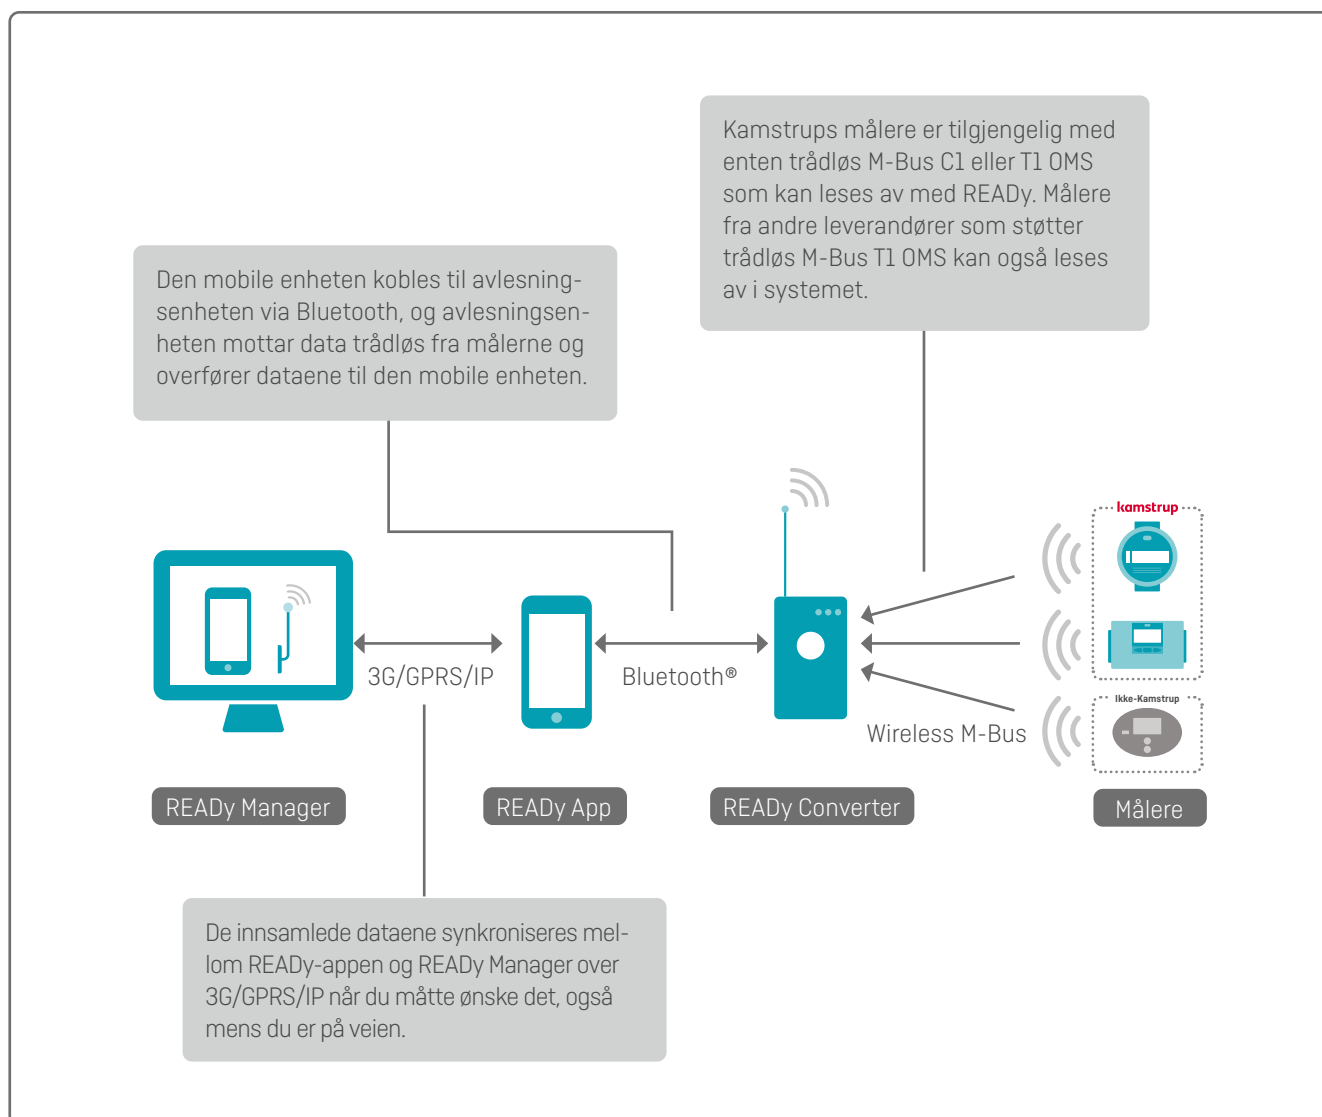 Kamstrups målere er tilgjengelig med
enten trådløs M-Bus C1 eller T1 OMS
som kan leses av med READy. Målere
fra andre leverandører som støtter
trådløs M-Bus T1 OMS kan også leses
av i systemet.
Den mobile enheten kobles til avlesning-
senheten via Bluetooth, og avlesningsen-
heten mottar data trådløs fra målerne og
overfører dataene til den mobile enheten.
kamstrup
3G/GPRS/IP
Bluetooth®
Wireless M-Bus
Ikke-Kamstrup
READy Manager
READy App
READy Converter
Målere
De innsamlede dataene synkroniseres mel-
lom READy-appen og READy Manager over
3G/GPRS/IP når du måtte ønske det, også
mens du er på veien.